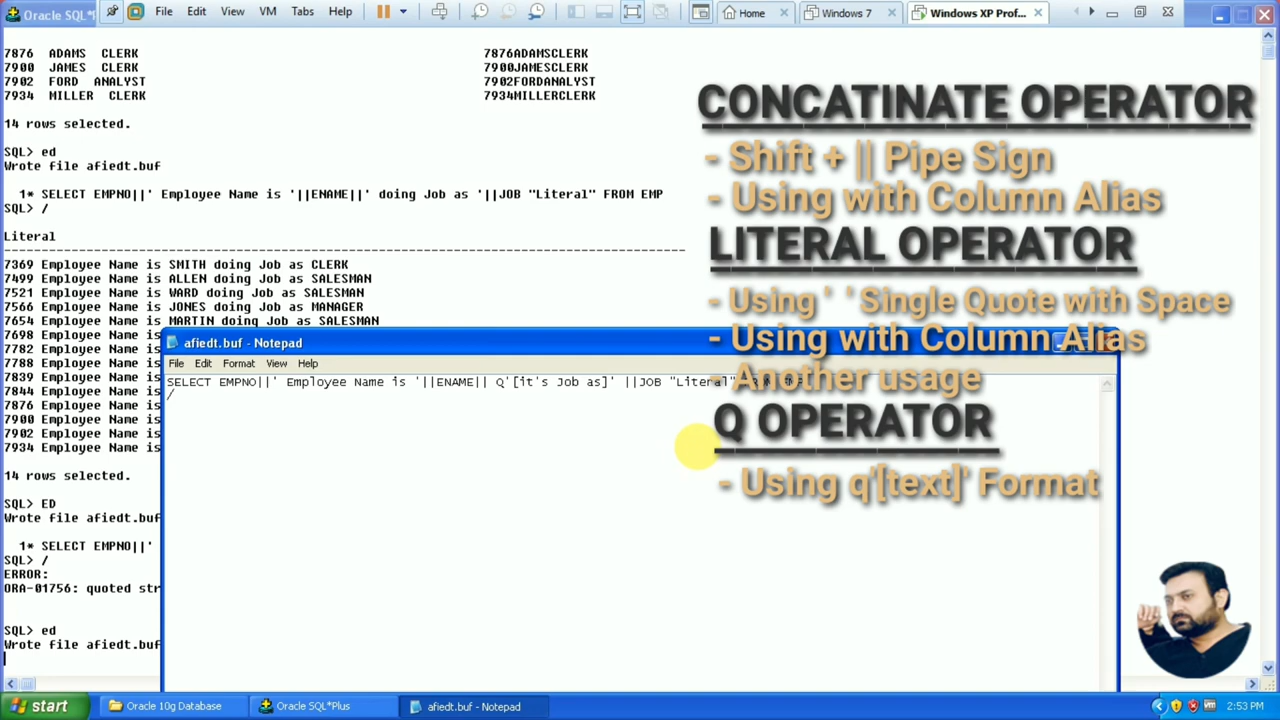 Oracle SQL*P File Edit View VM Tabs Help Home Windows 7 Windows XP Prof...
7876 ADAMS CLERK 7876ADAMSCLERK
7900 JAMES CLERK 7900JAMESCLERK
7902 FORD ANALYST 7902FORDANALYST
7934 MILLER CLERK 7934MILLERCLERK
14 rows selected.
SQL> ed
Wrote file afiedt.buf
1* SELECT EMPNO||' Employee Name is '||ENAME||' doing Job as '||JOB "Literal" FROM EMP
SQL> /
Literal
7369 Employee Name is SMITH doing Job as CLERK
7499 Employee Name is ALLEN doing Job as SALESMAN
7521 Employee Name is WARD doing Job as SALESMAN
7566 Employee Name is JONES doing Job as MANAGER
7654 Employee Name is MARTIN doing Job as SALESMAN
7698 Employee Name is
7782 Employee Name is
7788 Employee Name is
7839 Employee Name is
7844 Employee Name is
7876 Employee Name is
7900 Employee Name is
7902 Employee Name is
7934 Employee Name is
14 rows selected.
SQL> ED
Wrote file afiedt.buf
1* SELECT EMPNO||'
SQL> /
ERROR:
ORA-01756: quoted str
SQL> ed
Wrote file afiedt.buf
afiedt.buf - Notepad
File Edit Format View Help
SELECT EMPNO||' Employee Name is '||ENAME|| Q'[it's Job as]' ||JOB "Literal"
/
CONCATINATE OPERATOR
- Shift + || Pipe Sign
- Using with Column Alias
LITERAL OPERATOR
- Using ' ' Single Quote with Space
- Using with Column Alias
- Another usage
Q OPERATOR
- Using q'[text]' Format
start Oracle 10g Database Oracle SQL*Plus afiedt.buf - Notepad 2:53 PM